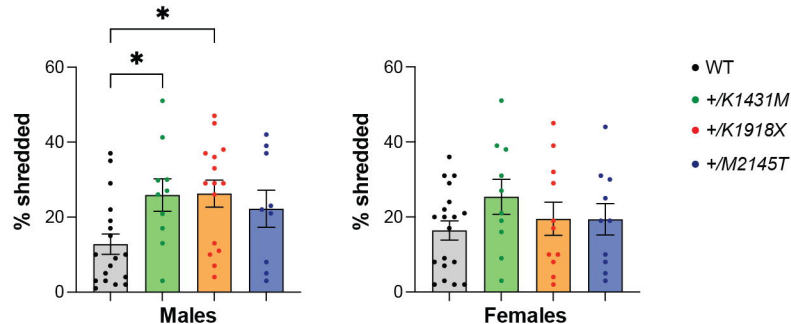 *
*
% shredded
60
40
20
0
Males
% shredded
60
40
20
0
Females
WT
+/K1431M
+/K1918X
+/M2145T